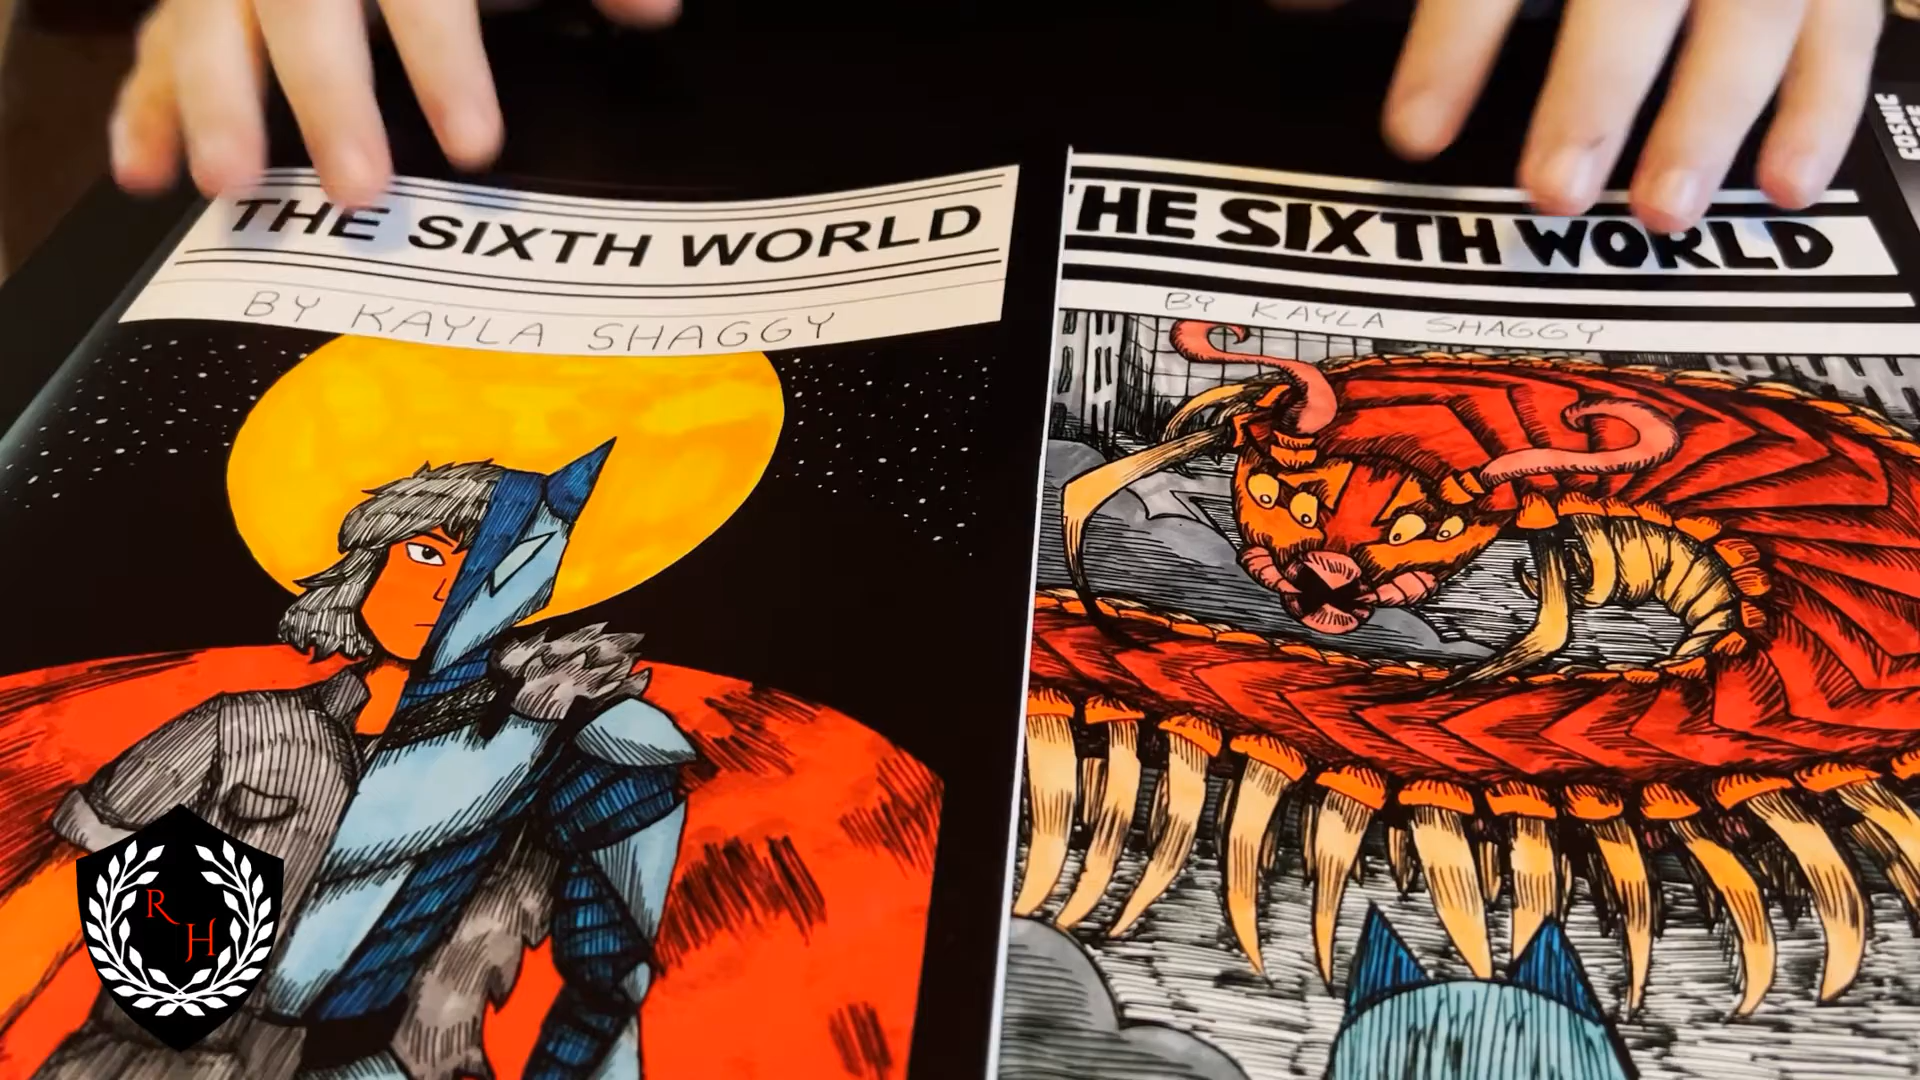 THE SIXTH WORLD
BY KAYLA SHAGGY
THE SIXTH WORLD
BY KAYLA SHAGGY
COSMIC
R
H